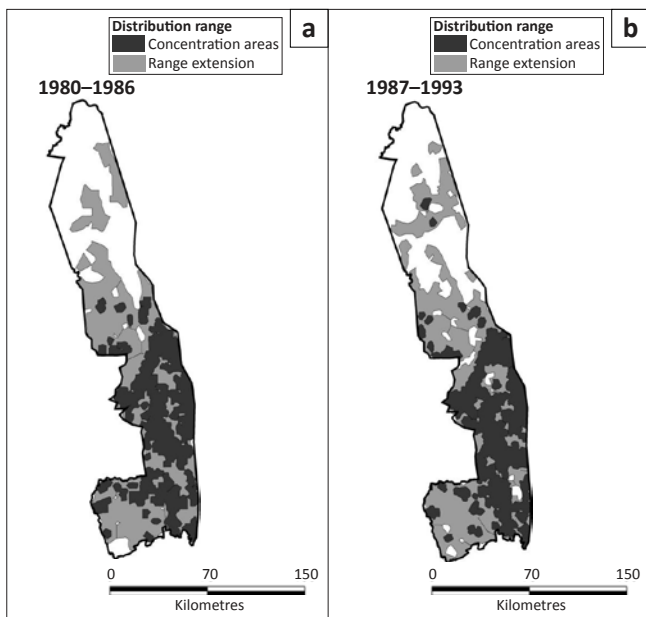 Distribution range
Concentration areas
Range extension
a
1980–1986
0 70 150
Kilometres
Distribution range
Concentration areas
Range extension
b
1987–1993
0 70 150
Kilometres